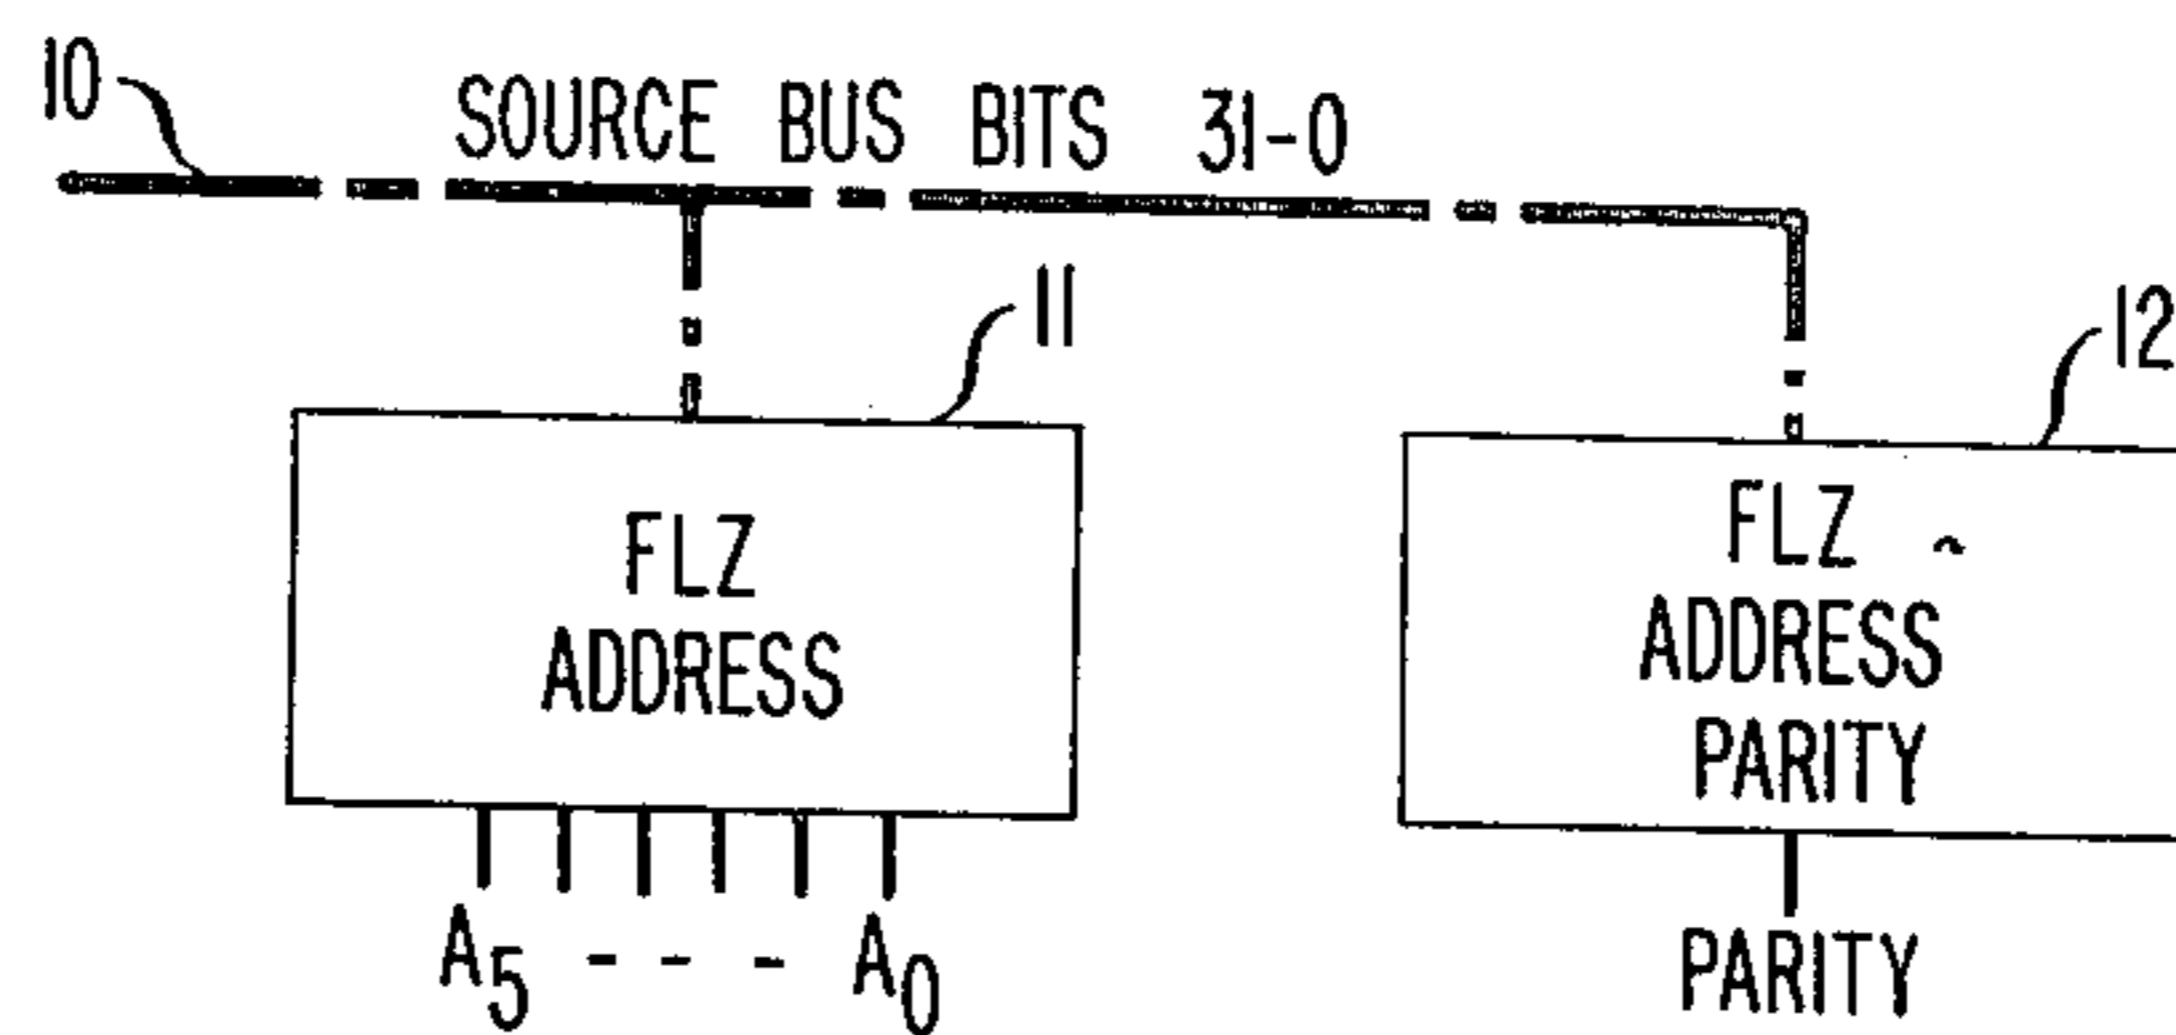 10
SOURCE BUS BITS 31-0
11
12
FLZ
ADDRESS
FLZ ~
ADDRESS
PARITY
A5 - - - A0
PARITY